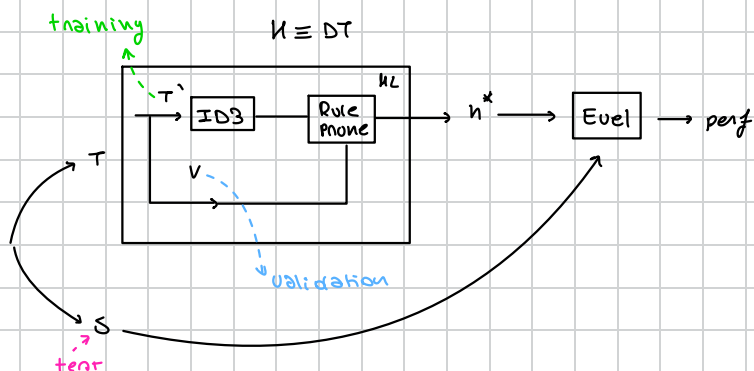 training
H ≡ DT
ML
T'
ID3
Rule
prune
h*
Eval
perf
T
V
validation
S
test